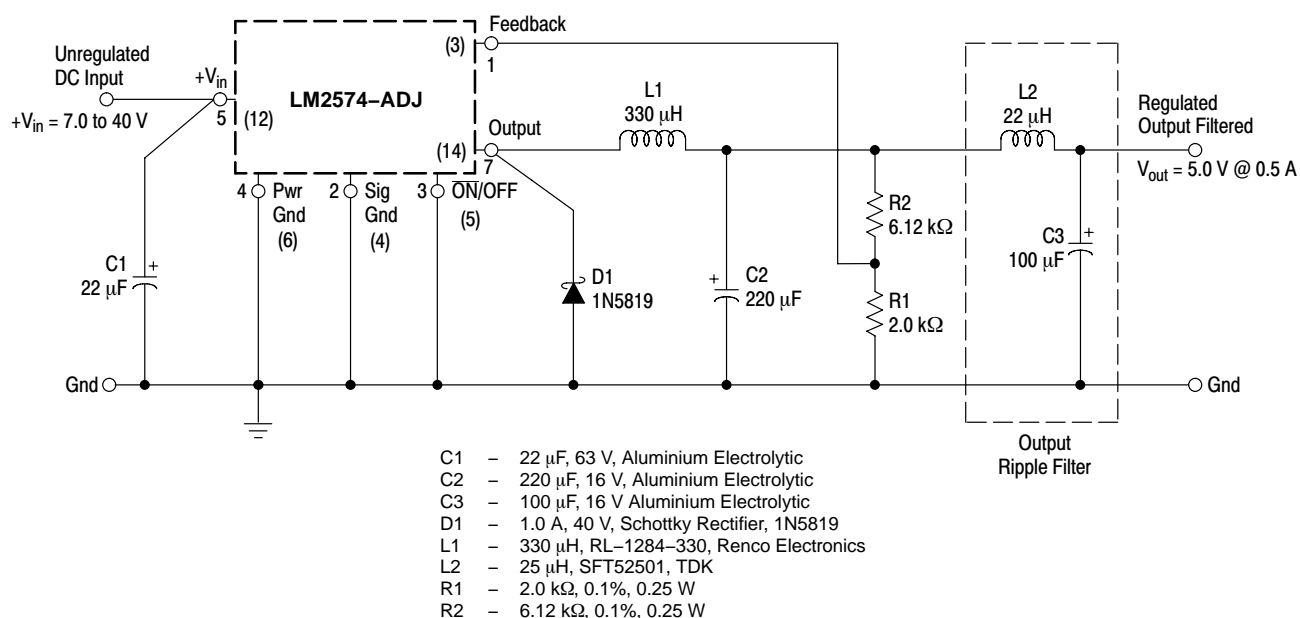 Feedback
(3)
1
Unregulated
DC Input
+Vin
LM2574–ADJ
L1
330 μH
L2
22 μH
Regulated
Output Filtered
+Vin = 7.0 to 40 V
5
(12)
Output
(14)
7
Vout = 5.0 V @ 0.5 A
4 Pwr
Gnd
(6)
2 Sig
Gnd
(4)
3 ON/OFF
(5)
R2
6.12 kΩ
C1
22 μF
+
D1
1N5819
+
C2
220 μF
R1
2.0 kΩ
C3
100 μF
+
Gnd
Gnd
Output
Ripple Filter
C1 – 22 μF, 63 V, Aluminium Electrolytic
C2 – 220 μF, 16 V, Aluminium Electrolytic
C3 – 100 μF, 16 V Aluminium Electrolytic
D1 – 1.0 A, 40 V, Schottky Rectifier, 1N5819
L1 – 330 μH, RL–1284–330, Renco Electronics
L2 – 25 μH, SFT52501, TDK
R1 – 2.0 kΩ, 0.1%, 0.25 W
R2 – 6.12 kΩ, 0.1%, 0.25 W